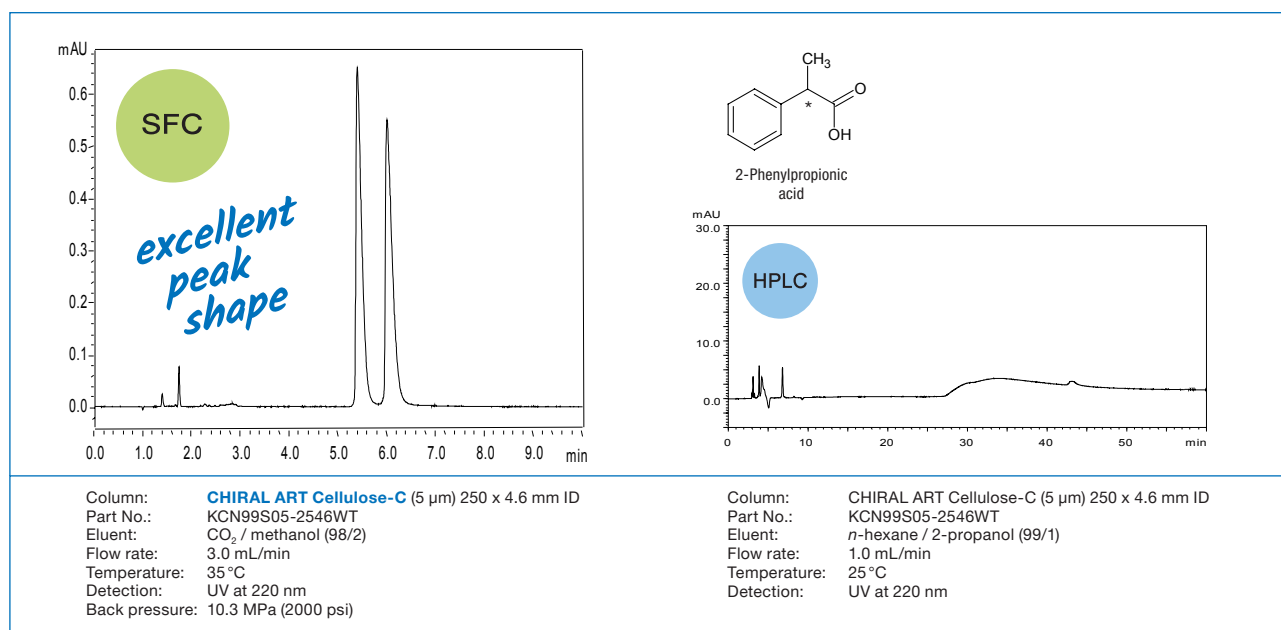 mAU
0.6
0.5
0.4
0.3
0.2
0.1
0.0
0.0 1.0 2.0 3.0 4.0 5.0 6.0 7.0 8.0 9.0 min
SFC
excellent
peak
shape
CH₃
O
*
OH
2-Phenylpropionic
acid
mAU
30.0
20.0
10.0
0.0
0 10 20 30 40 50 min
HPLC
Column: CHIRAL ART Cellulose-C (5 µm) 250 x 4.6 mm ID
Part No.: KCN99S05-2546WT
Eluent: CO₂ / methanol (98/2)
Flow rate: 3.0 mL/min
Temperature: 35 °C
Detection: UV at 220 nm
Back pressure: 10.3 MPa (2000 psi)
Column: CHIRAL ART Cellulose-C (5 µm) 250 x 4.6 mm ID
Part No.: KCN99S05-2546WT
Eluent: n-hexane / 2-propanol (99/1)
Flow rate: 1.0 mL/min
Temperature: 25 °C
Detection: UV at 220 nm